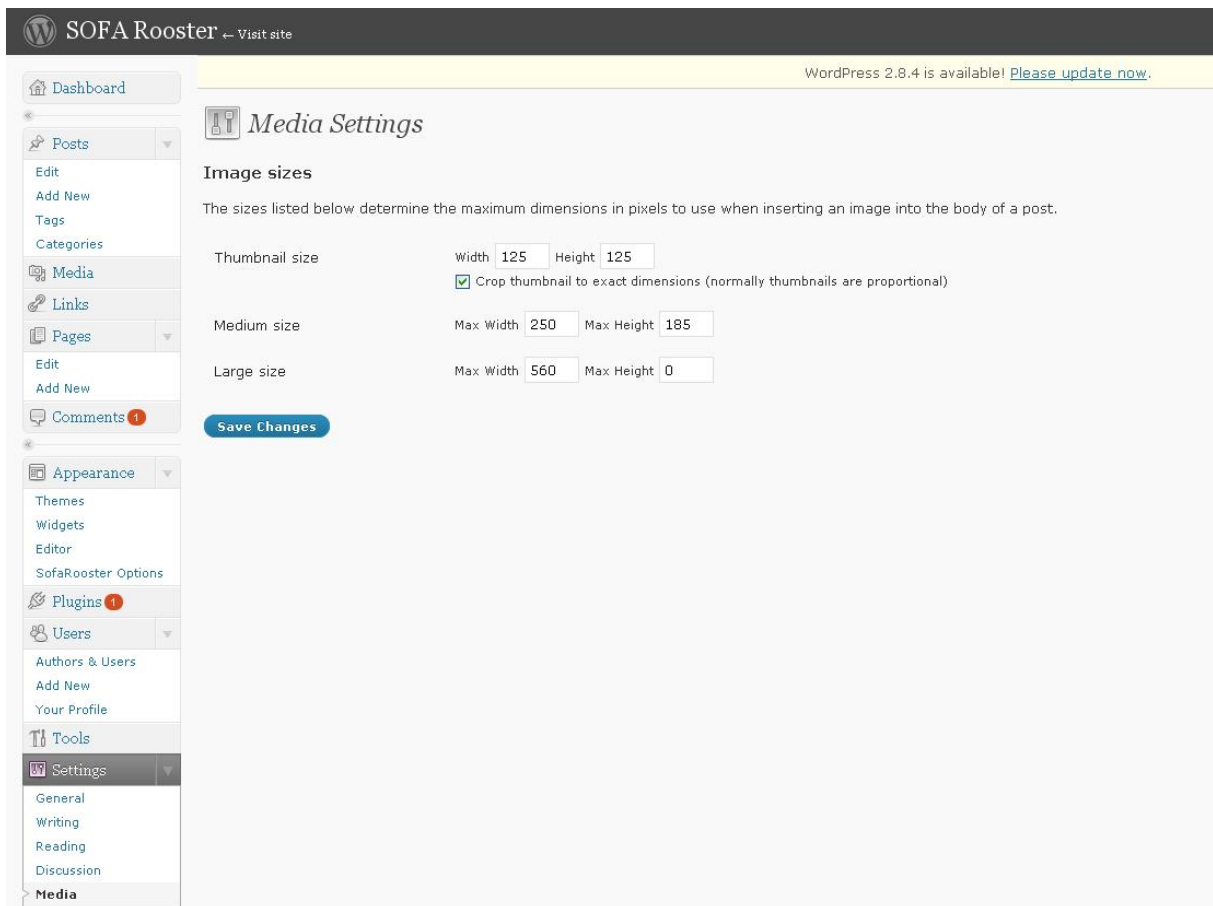 SOFA Rooster ← Visit site
WordPress 2.8.4 is available! Please update now.
Dashboard
Posts
Edit
Add New
Tags
Categories
Media
Links
Pages
Edit
Add New
Comments 1
Appearance
Themes
Widgets
Editor
SofaRooster Options
Plugins 1
Users
Authors & Users
Add New
Your Profile
Tools
Settings
General
Writing
Reading
Discussion
Media
Media Settings
Image sizes
The sizes listed below determine the maximum dimensions in pixels to use when inserting an image into the body of a post.
Thumbnail size Width 125 Height 125
Crop thumbnail to exact dimensions (normally thumbnails are proportional)
Medium size Max Width 250 Max Height 185
Large size Max Width 560 Max Height 0
Save Changes